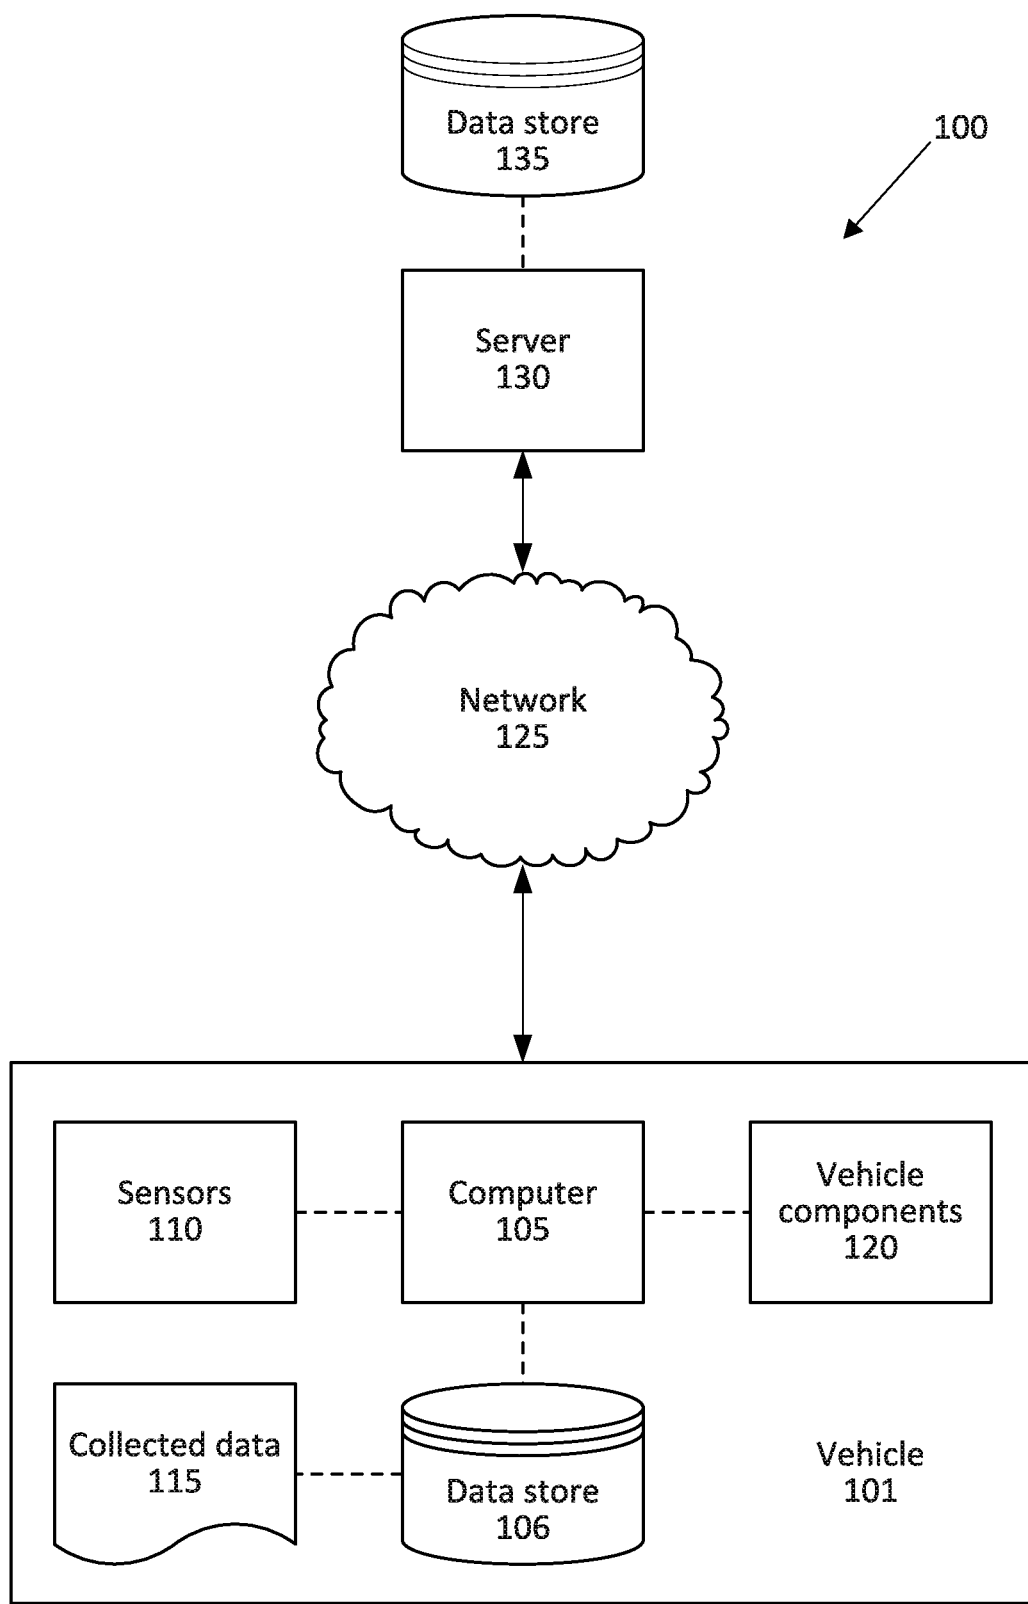 Data store
135
100
Server
130
Network
125
Sensors
110
Computer
105
Vehicle
components
120
Collected data
115
Data store
106
Vehicle
101